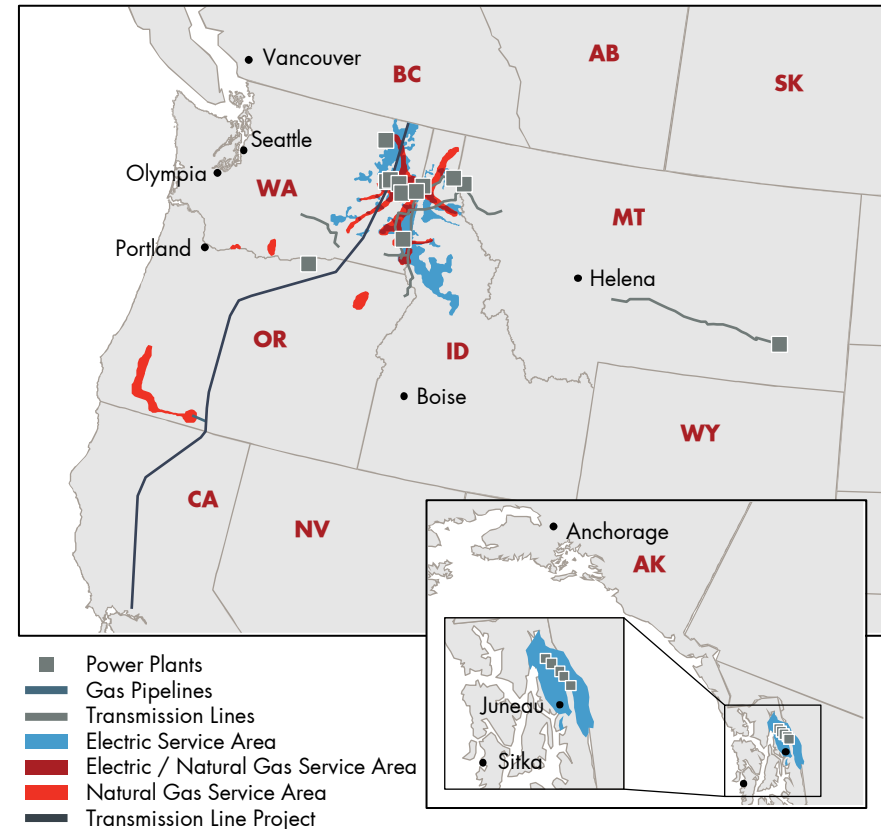 Vancouver
BC
AB
SK
Seattle
Olympia
WA
MT
Portland
Helena
OR
ID
Boise
WY
CA
NV
Anchorage
AK
Juneau
Sitka
Power Plants
Gas Pipelines
Transmission Lines
Electric Service Area
Electric / Natural Gas Service Area
Natural Gas Service Area
Transmission Line Project